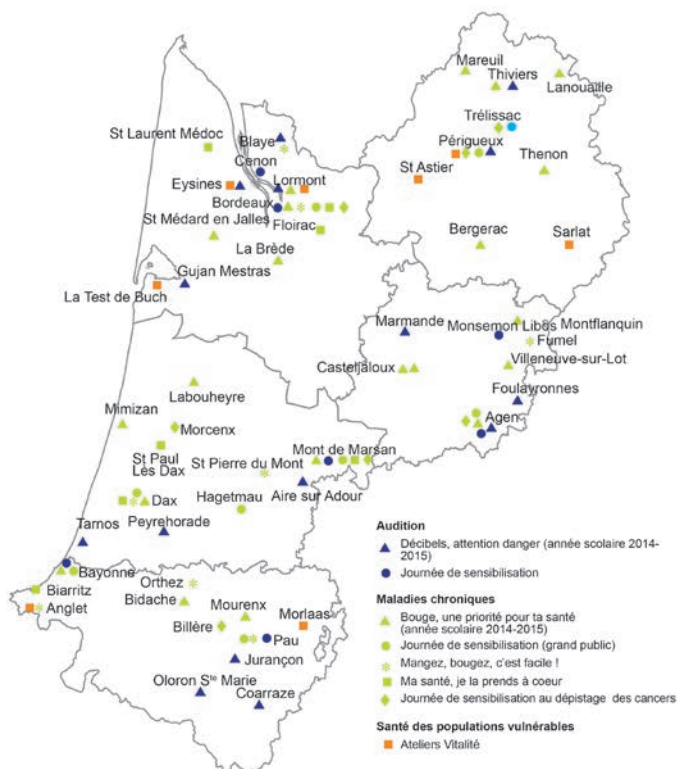 Mareuil
Thiviers
Lanouaille
Trélissac
St Laurent Médoc
Blaye
Cenon
Périgueux
Thenon
St Astier
Eysines
Lormont
Bordeaux
St Médard en Jalles
Floirac
La Brède
Bergerac
Sarlat
Gujan Mestras
La Test de Buch
Marmande
Monsemon Libos
Montflanquin
Fumel
Villeneuve-sur-Lot
Casteljaloux
Foulayronnes
Labouheyre
Mimizan
Agen
Morcenx
St Paul
Lès Dax
St Pierre du Mont
Mont de Marsan
Dax
Hagetmau
Aire sur Adour
Tarnos
Peyrehorade
Bayonne
Biarritz
Anglet
Orthez
Bidache
Mourenx
Billère
Morlaas
Pau
Jurançon
Oloron Ste Marie
Coarraze
Audition
Décibels, attention danger (année scolaire 2014-
2015)
Journée de sensibilisation
Maladies chroniques
Bouge, une priorité pour ta santé
(année scolaire 2014-2015)
Journée de sensibilisation (grand public)
Mangez, bougez, c'est facile !
Ma santé, je la prends à coeur
Journée de sensibilisation au dépistage des cancers
Santé des populations vulnérables
Ateliers Vitalité